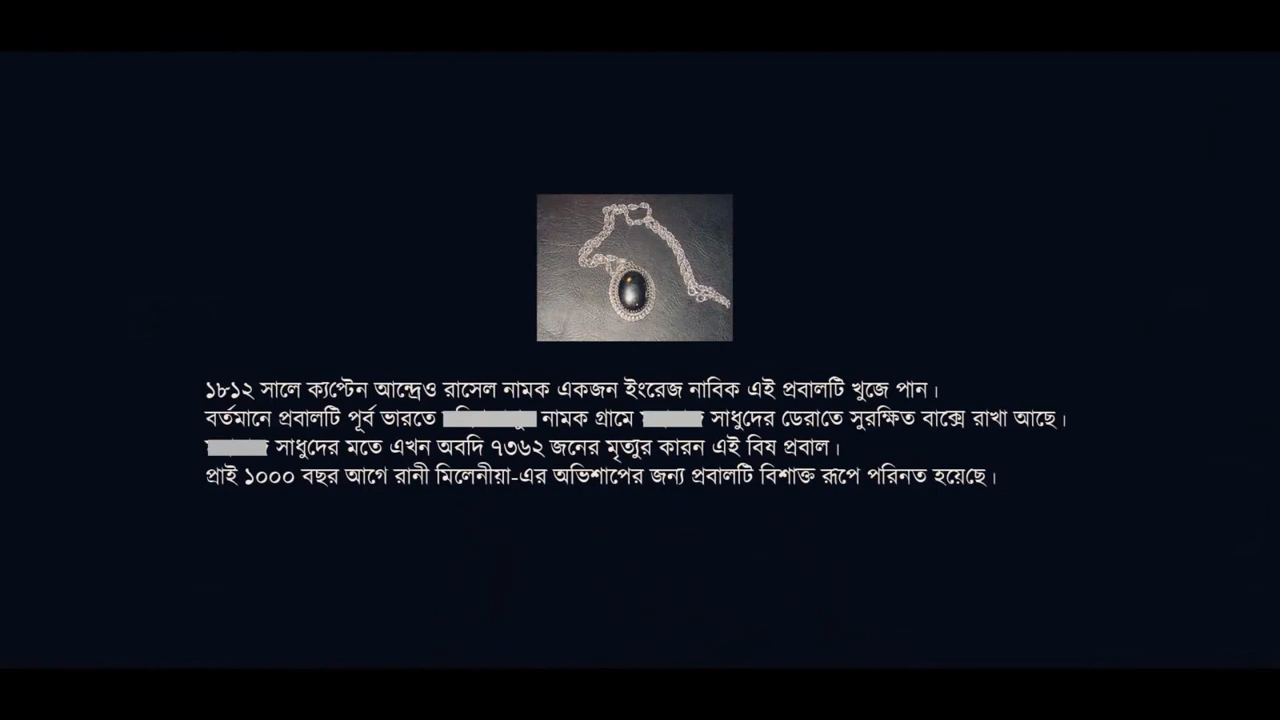 ১৮১২ সালে ক্যপ্টেন আন্দ্রেও রাসেল নামক একজন ইংরেজ নাবিক এই প্রবালটি খুজে পান।
বর্তমানে প্রবালটি পূর্ব ভারতে নামক গ্রামে সাধুদের ডেরাতে সুরক্ষিত বাক্সে রাখা আছে।
সাধুদের মতে এখন অবদি ৭৩৬২ জনের মৃত্যুর কারন এই বিষ প্রবাল।
প্রাই ১০০০ বছর আগে রানী মিলেনীয়া-এর অভিশাপের জন্য প্রবালটি বিশাক্ত রূপে পরিনত হয়েছে।